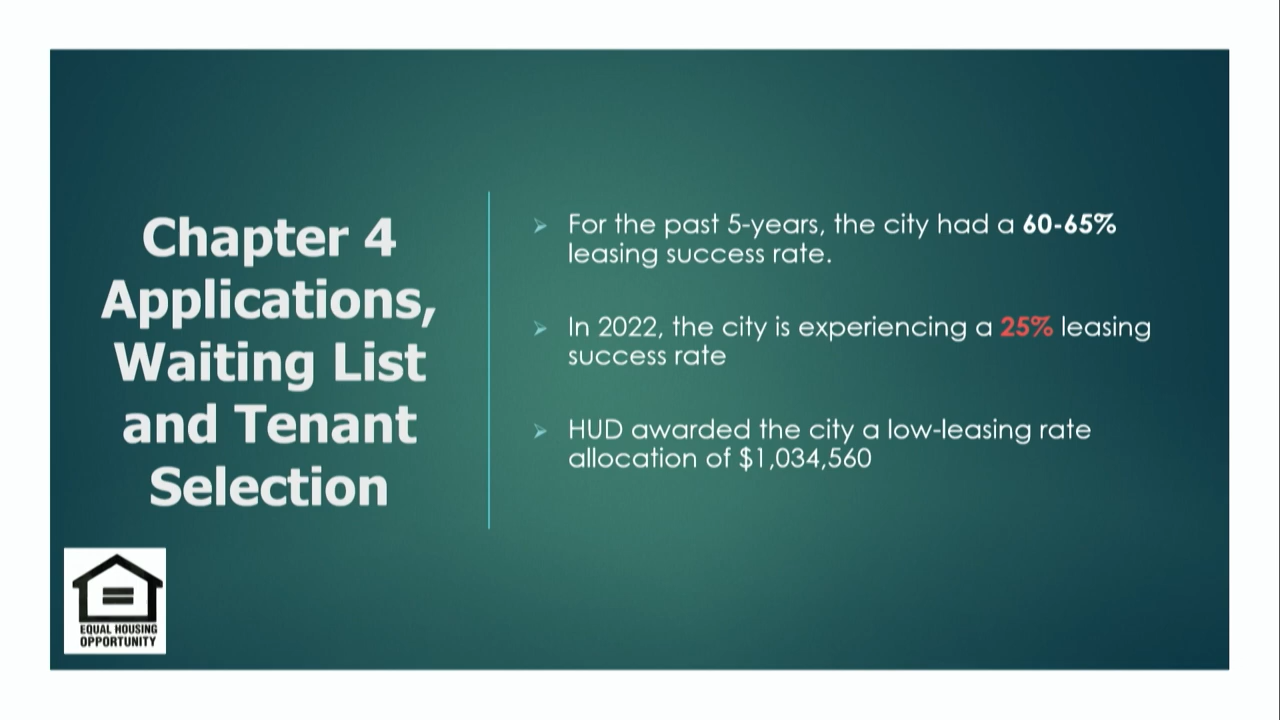 Chapter 4
Applications,
Waiting List
and Tenant
Selection
For the past 5-years, the city had a 60-65%
leasing success rate.
In 2022, the city is experiencing a 25% leasing
success rate
HUD awarded the city a low-leasing rate
allocation of $1,034,560
EQUAL HOUSING
OPPORTUNITY